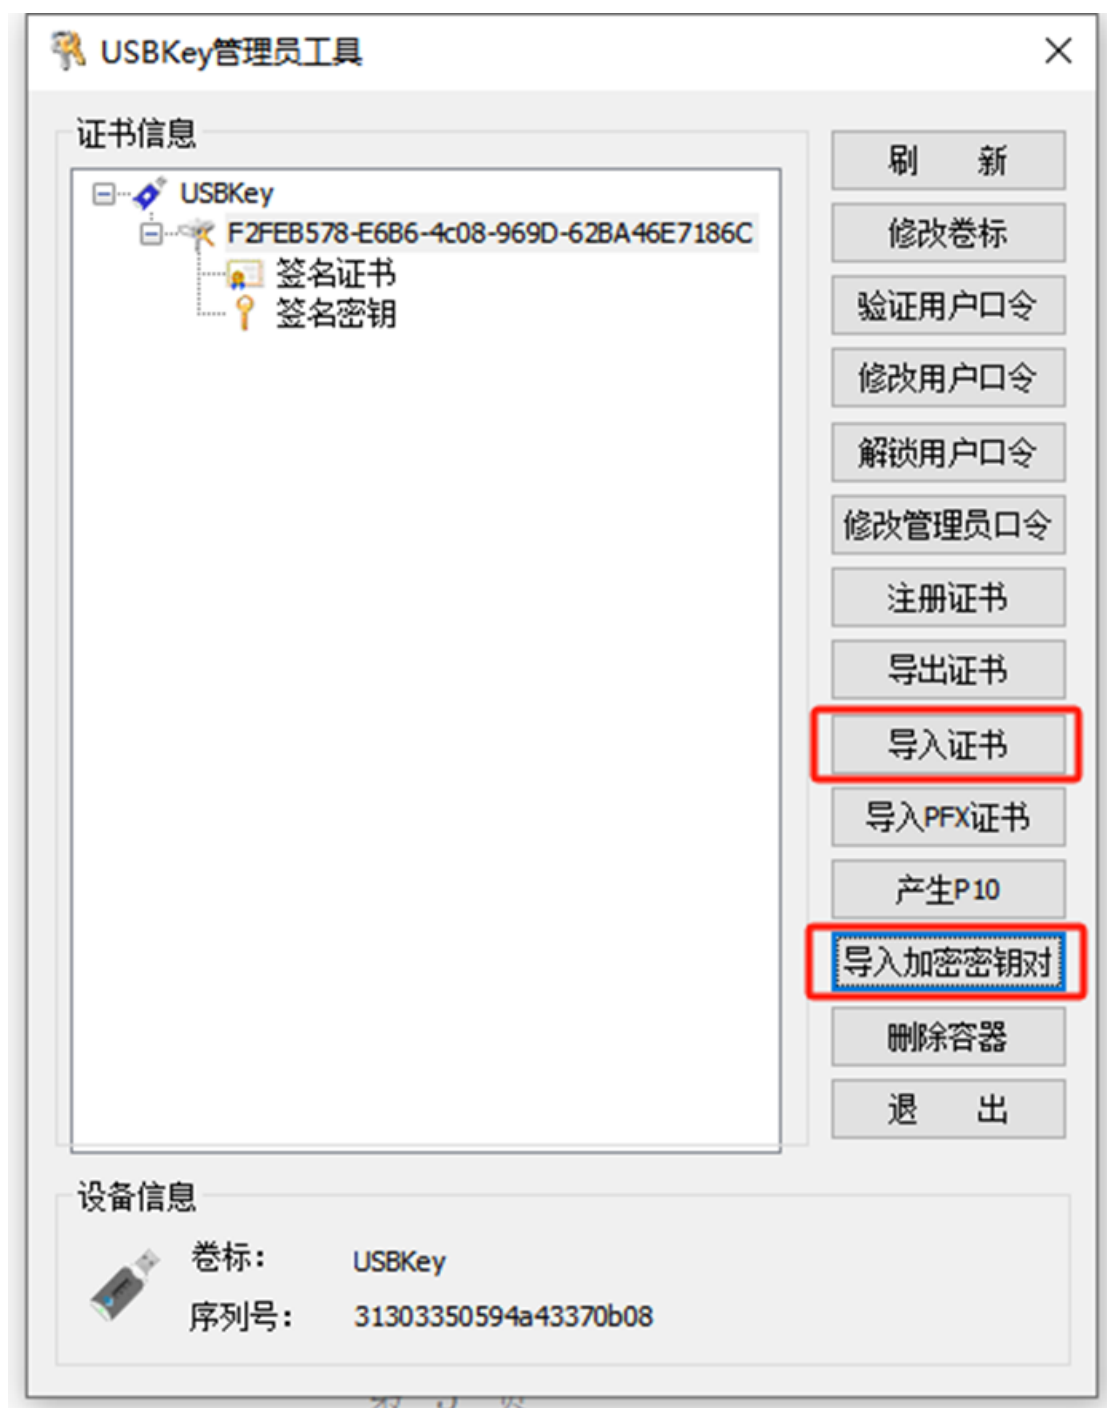 USBKey管理员工具
证书信息
USBKey
F2FEB578-E6B6-4c08-969D-62BA46E7186C
签名证书
签名密钥
刷 新
修改卷标
验证用户口令
修改用户口令
解锁用户口令
修改管理员口令
注册证书
导出证书
导入证书
导入PFX证书
产生P10
导入加密密钥对
删除容器
退 出
设备信息
卷标： USBKey
序列号： 31303350594a43370b08